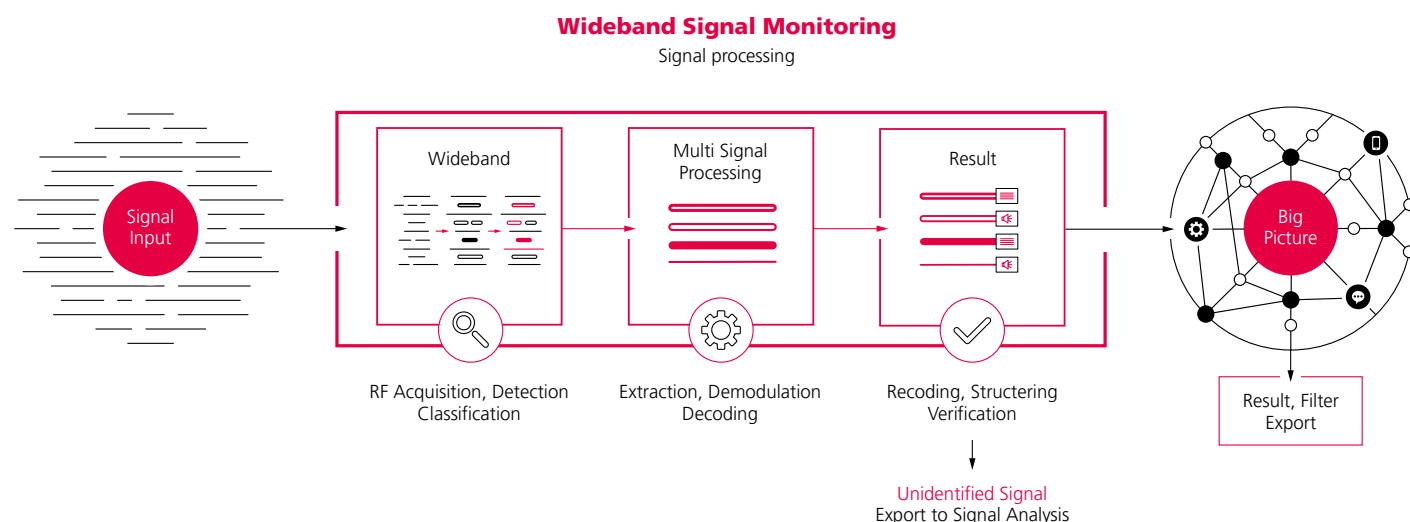 Wideband Signal Monitoring
Signal processing
Signal
Input
Wideband
Multi Signal
Processing
Result
Big
Picture
RF Acquisition, Detection
Classification
Extraction, Demodulation
Decoding
Recoding, Structering
Verification
Result, Filter
Export
Unidentified Signal
Export to Signal Analysis